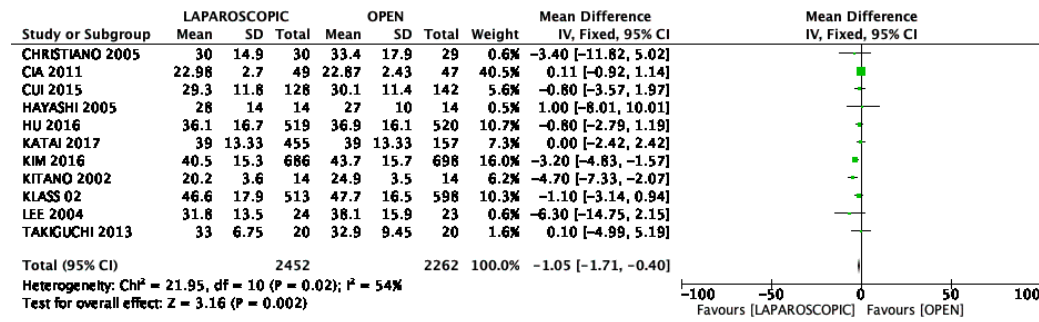 LAPAROSCOPIC OPEN Mean Difference Mean Difference
Study or Subgroup Mean SD Total Mean SD Total Weight IV, Fixed, 95% CI IV, Fixed, 95% CI
CHRISTIANO 2005 30 14.9 30 33.4 17.9 29 0.6% −3.40 [−11.82, 5.02]
CIA 2011 22.98 2.7 49 22.87 2.43 47 40.5% 0.11 [−0.92, 1.14]
CUI 2015 29.3 11.8 128 30.1 11.4 142 5.6% −0.80 [−3.57, 1.97]
HAYASHI 2005 28 14 14 27 10 14 0.5% 1.00 [−8.01, 10.01]
HU 2016 36.1 16.7 519 36.9 16.1 520 10.7% −0.80 [−2.79, 1.19]
KATAI 2017 39 13.33 455 39 13.33 157 7.3% 0.00 [−2.42, 2.42]
KIM 2016 40.5 15.3 686 43.7 15.7 698 16.0% −3.20 [−4.83, −1.57]
KITANO 2002 20.2 3.6 14 24.9 3.5 14 6.2% −4.70 [−7.33, −2.07]
KLASS 02 46.6 17.9 513 47.7 16.5 598 10.3% −1.10 [−3.14, 0.94]
LEE 2004 31.8 13.5 24 38.1 15.9 23 0.6% −6.30 [−14.75, 2.15]
TAKIGUCHI 2013 33 6.75 20 32.9 9.45 20 1.6% 0.10 [−4.99, 5.19]
Total (95% CI) 2452 2262 100.0% −1.05 [−1.71, −0.40]
Heterogeneity: Chi² = 21.95, df = 10 (P = 0.02); I² = 54%
Test for overall effect: Z = 3.16 (P = 0.002)
−100 −50 0 50 100
Favours [LAPAROSCOPIC] Favours [OPEN]